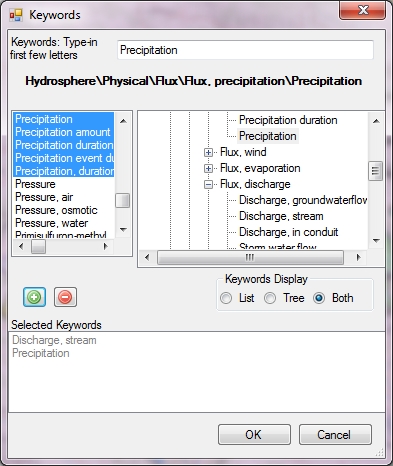 Keywords
Keywords: Type-in
first few letters
Precipitation
Hydrosphere\Physical\Flux\Flux, precipitation\Precipitation
Precipitation
Precipitation amount
Precipitation duration
Precipitation event du
Precipitation, duration
Pressure
Pressure, air
Pressure, osmotic
Pressure, water
Primisulfuron-methyl
Precipitation duration
Precipitation
Flux, wind
Flux, evaporation
Flux, discharge
Discharge, groundwaterflow
Discharge, stream
Discharge, in conduit
Storm water flow
Keywords Display
List
Tree
Both
Selected Keywords
Discharge, stream
Precipitation
OK
Cancel